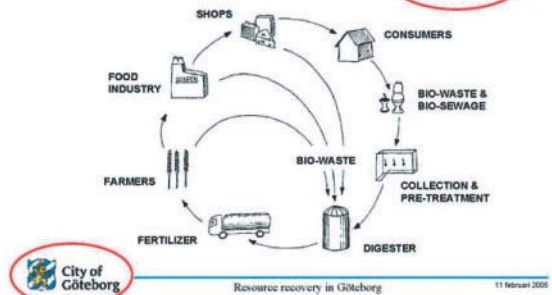 SHOPS
CONSUMERS
FOOD
INDUSTRY
BIO-WASTE &
BIO-SEWAGE
BIO-WASTE
FARMERS
COLLECTION &
PRE-TREATMENT
FERTILIZER
DIGESTER
City of
Göteborg
Resource recovery in Göteborg
11 februari 2005